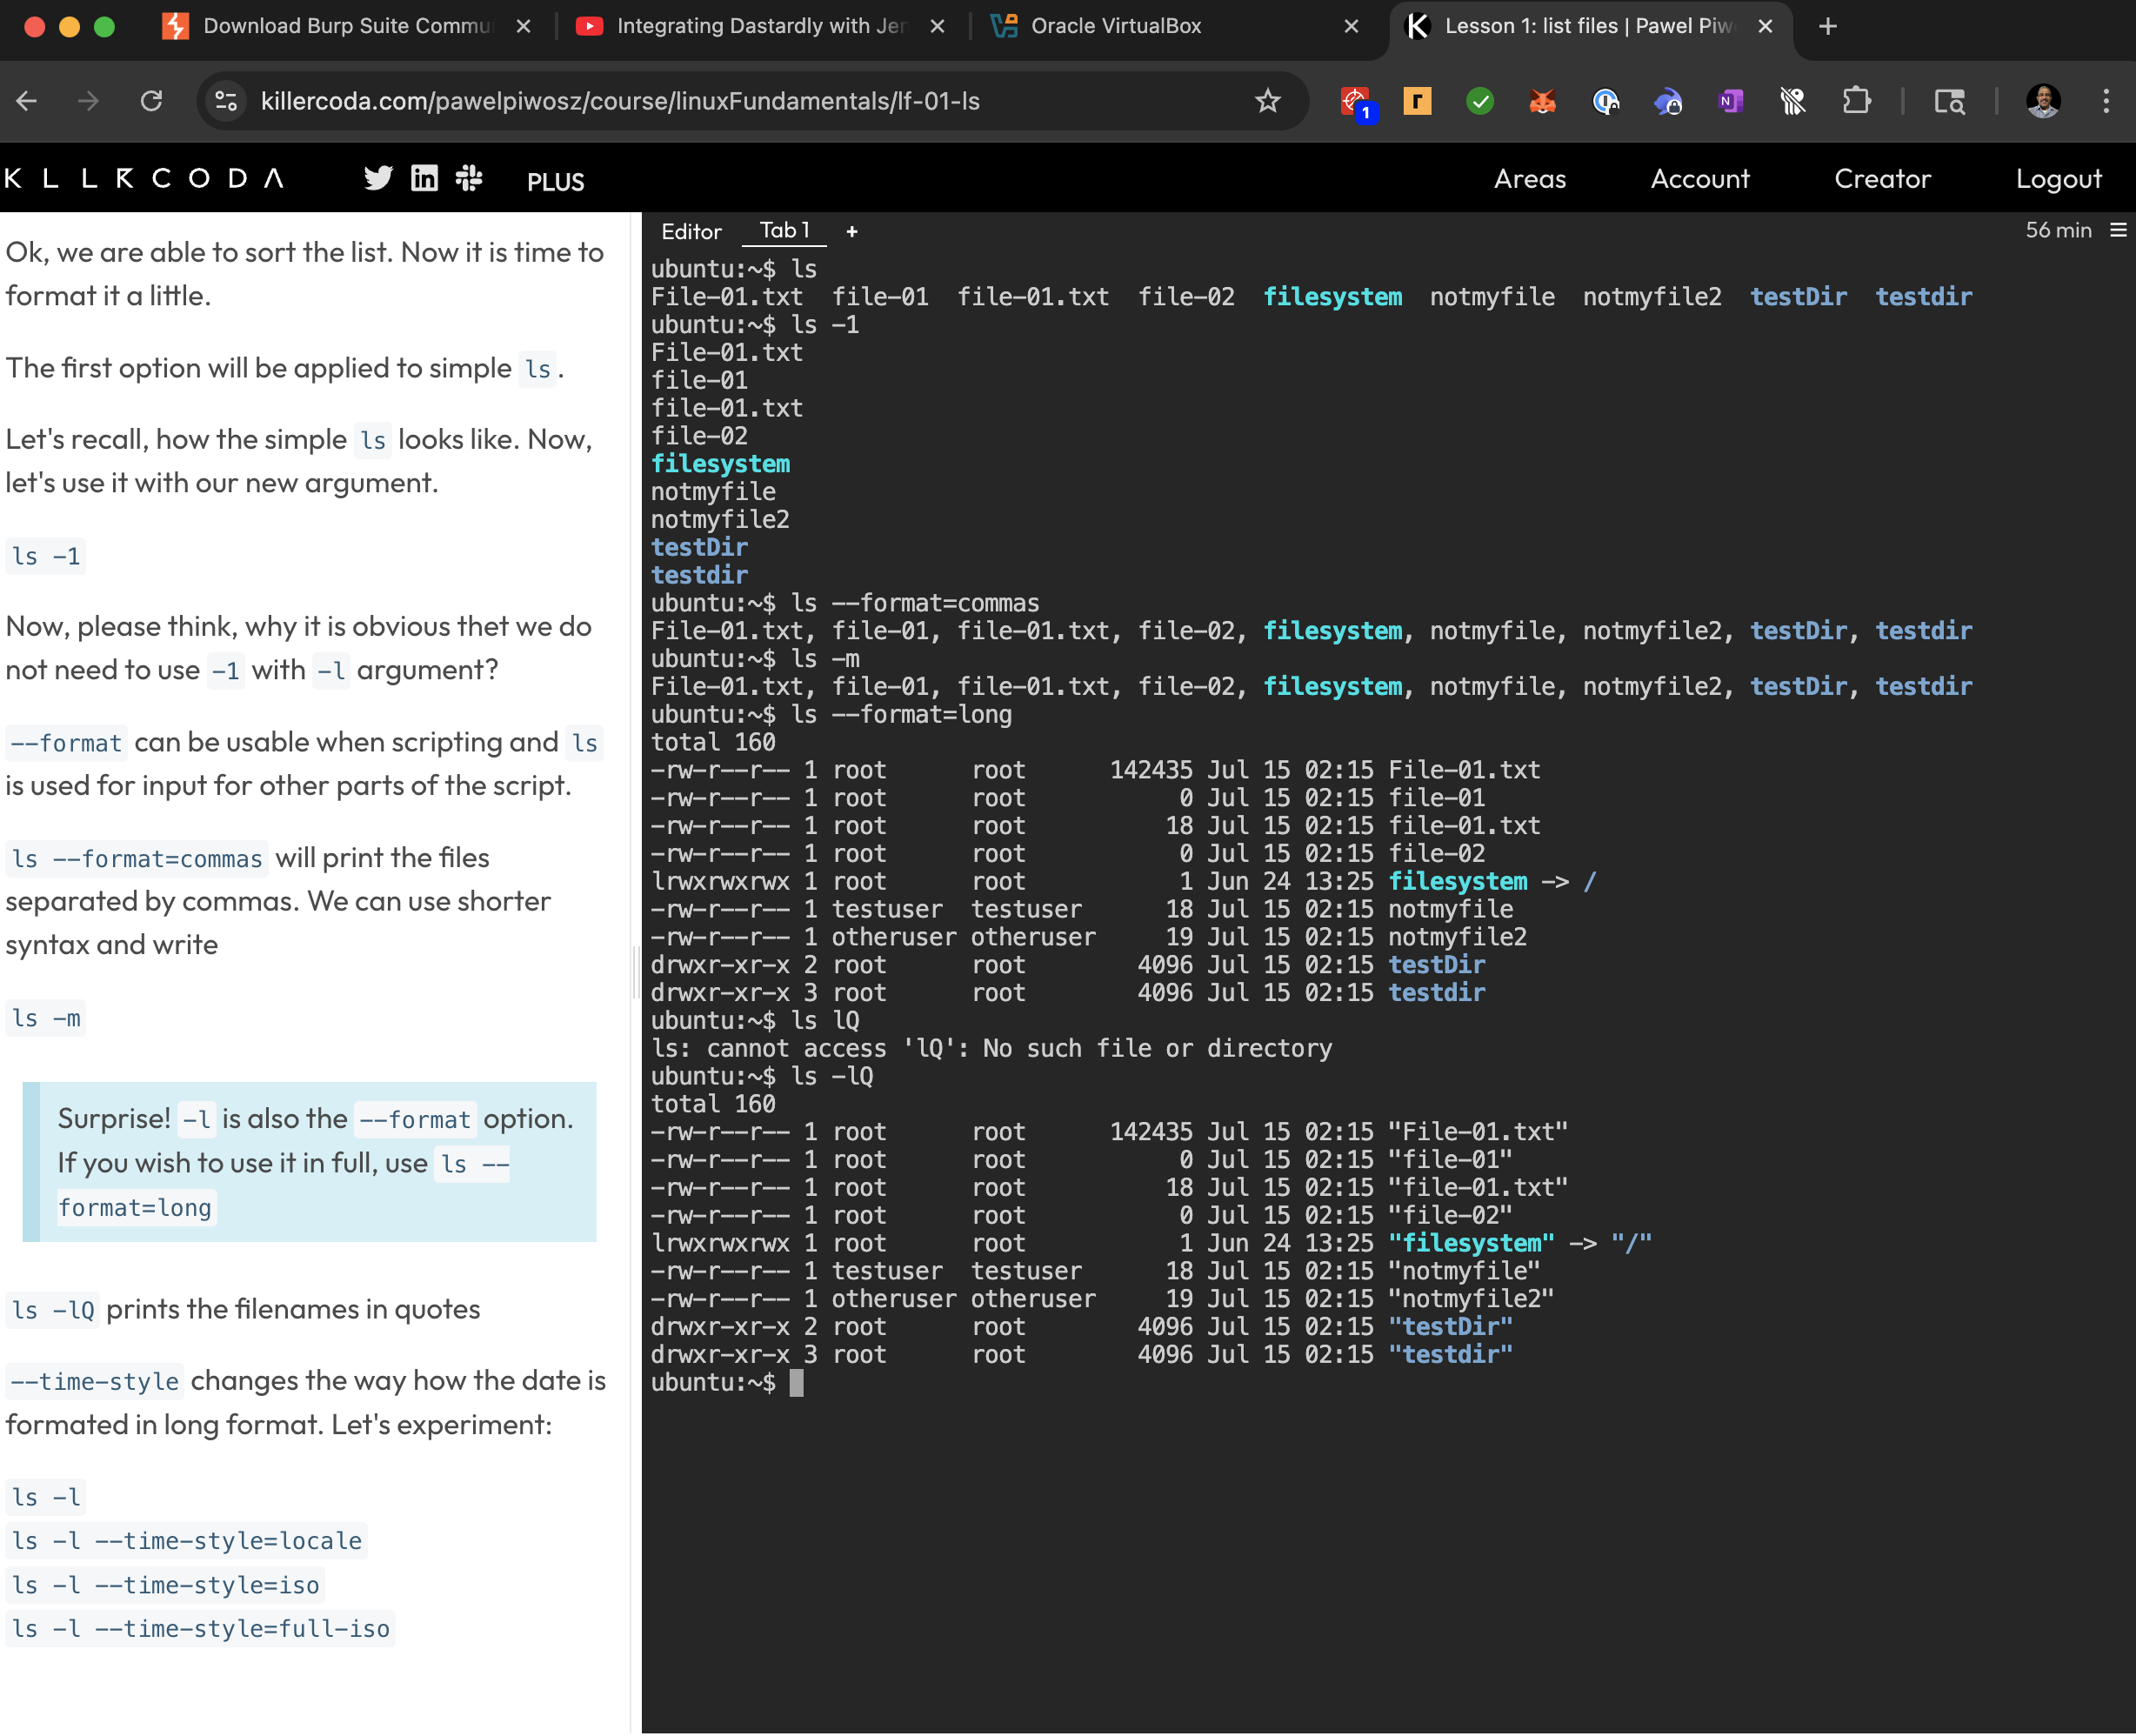 Download Burp Suite Commu
Integrating Dastardly with Jer
Oracle VirtualBox
Lesson 1: list files | Pawel Piw
killercoda.com/pawelpiwosz/course/linuxFundamentals/lf-01-ls
1
KLLRCODA
PLUS
Areas
Account
Creator
Logout
Ok, we are able to sort the list. Now it is time to
format it a little.
The first option will be applied to simple ls.
Let's recall, how the simple ls looks like. Now,
let's use it with our new argument.
ls -1
Now, please think, why it is obvious thet we do
not need to use -1 with -l argument?
--format can be usable when scripting and ls
is used for input for other parts of the script.
ls --format=commas will print the files
separated by commas. We can use shorter
syntax and write
ls -m
Surprise! -l is also the --format option.
If you wish to use it in full, use ls --
format=long
ls -lQ prints the filenames in quotes
--time-style changes the way how the date is
formated in long format. Let's experiment:
ls -l
ls -l --time-style=locale
ls -l --time-style=iso
ls -l --time-style=full-iso
Editor
Tab 1
+
56 min
ubuntu:~$ ls
File-01.txt  file-01  file-01.txt  file-02  filesystem  notmyfile  notmyfile2  testDir  testdir
ubuntu:~$ ls -1
File-01.txt
file-01
file-01.txt
file-02
filesystem
notmyfile
notmyfile2
testDir
testdir
ubuntu:~$ ls --format=commas
File-01.txt, file-01, file-01.txt, file-02, filesystem, notmyfile, notmyfile2, testDir, testdir
ubuntu:~$ ls -m
File-01.txt, file-01, file-01.txt, file-02, filesystem, notmyfile, notmyfile2, testDir, testdir
ubuntu:~$ ls --format=long
total 160
-rw-r--r-- 1 root      root      142435 Jul 15 02:15 File-01.txt
-rw-r--r-- 1 root      root           0 Jul 15 02:15 file-01
-rw-r--r-- 1 root      root          18 Jul 15 02:15 file-01.txt
-rw-r--r-- 1 root      root           0 Jul 15 02:15 file-02
lrwxrwxrwx 1 root      root           1 Jun 24 13:25 filesystem -> /
-rw-r--r-- 1 testuser  testuser      18 Jul 15 02:15 notmyfile
-rw-r--r-- 1 otheruser otheruser     19 Jul 15 02:15 notmyfile2
drwxr-xr-x 2 root      root        4096 Jul 15 02:15 testDir
drwxr-xr-x 3 root      root        4096 Jul 15 02:15 testdir
ubuntu:~$ ls lQ
ls: cannot access 'lQ': No such file or directory
ubuntu:~$ ls -lQ
total 160
-rw-r--r-- 1 root      root      142435 Jul 15 02:15 "File-01.txt"
-rw-r--r-- 1 root      root           0 Jul 15 02:15 "file-01"
-rw-r--r-- 1 root      root          18 Jul 15 02:15 "file-01.txt"
-rw-r--r-- 1 root      root           0 Jul 15 02:15 "file-02"
lrwxrwxrwx 1 root      root           1 Jun 24 13:25 "filesystem" -> "/"
-rw-r--r-- 1 testuser  testuser      18 Jul 15 02:15 "notmyfile"
-rw-r--r-- 1 otheruser otheruser     19 Jul 15 02:15 "notmyfile2"
drwxr-xr-x 2 root      root        4096 Jul 15 02:15 "testDir"
drwxr-xr-x 3 root      root        4096 Jul 15 02:15 "testdir"
ubuntu:~$